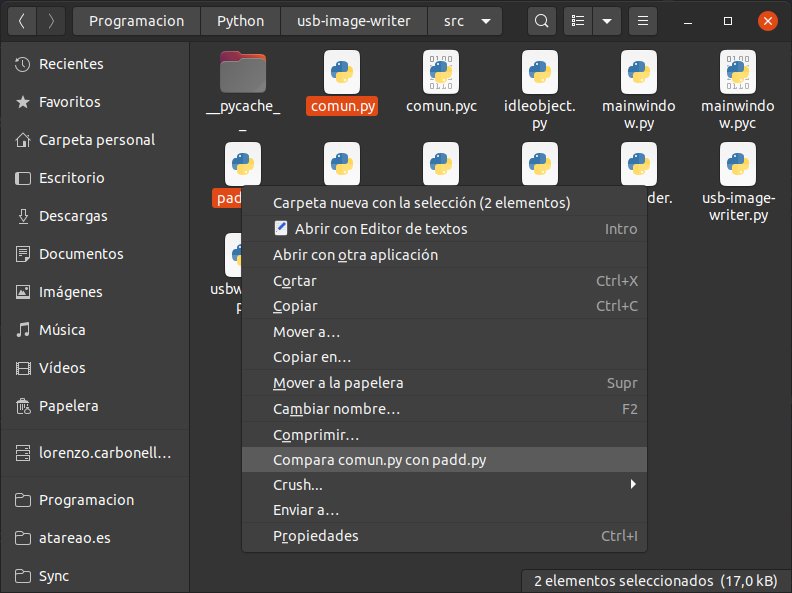 Programacion
Python
usb-image-writer
src
Recientes
Favoritos
Carpeta personal
Escritorio
Descargas
Documentos
Imágenes
Música
Vídeos
Papelera
lorenzo.carbonell…
Programacion
atareao.es
Sync
__pycache_
_
comun.py
comun.pyc
idleobject.
py
mainwindo
w.py
mainwindo
w.pyc
pad
der.
usb-image-
writer.py
usbw
p
Carpeta nueva con la selección (2 elementos)
Abrir con Editor de textos Intro
Abrir con otra aplicación
Cortar Ctrl+X
Copiar Ctrl+C
Mover a…
Copiar en…
Mover a la papelera Supr
Cambiar nombre… F2
Comprimir…
Compara comun.py con padd.py
Crush...
Enviar a…
Propiedades Ctrl+I
2 elementos seleccionados (17,0 kB)